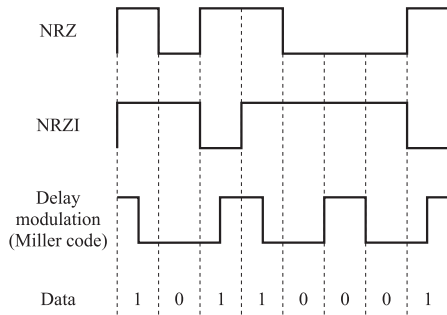 NRZ
NRZI
Delay
modulation
(Miller code)
Data 1 0 1 1 0 0 0 1